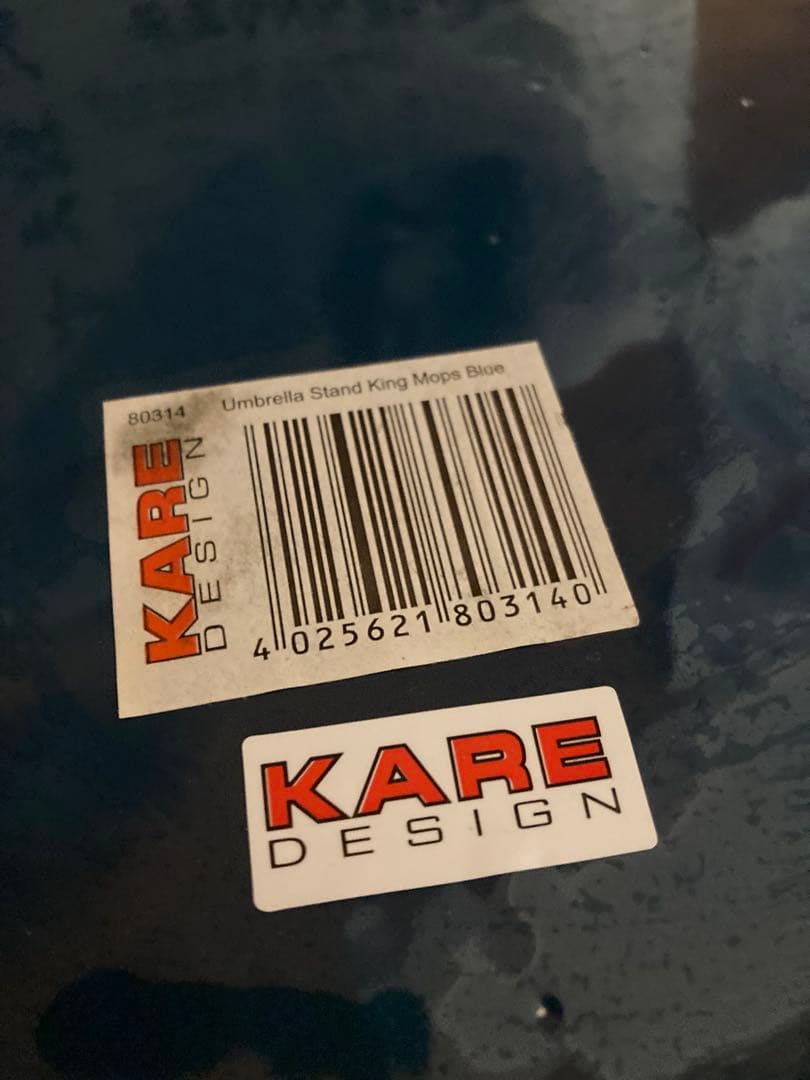 80314 Umbrella Stand King Mops Blue
KARE
DESIGN
4 025621 803140
KARE
DESIGN